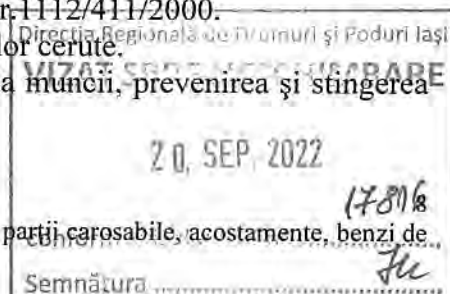 r.1112/411/2000.
Direcția Regională de Drumuri și Poduri Iași
lor cerute.
VIZAT SPRE NESCHIMBARE
a muncii, prevenirea și stingerea
20. SEP. 2022
17816
părții carosabile, acostamente, benzi de
Conform
Semnătura